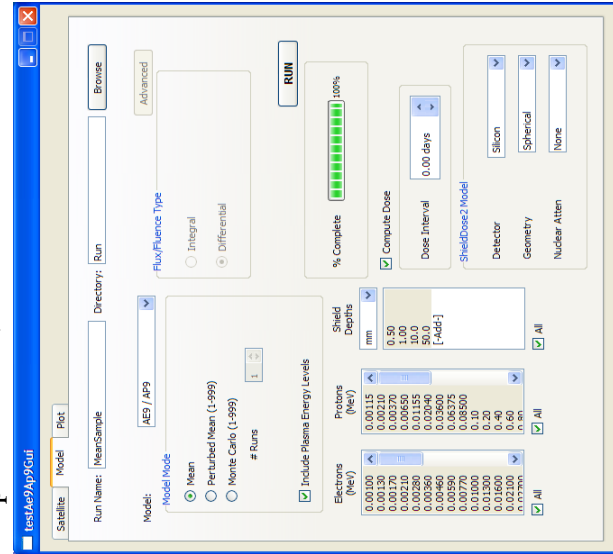 testAe9Ap9Gui
Satellite Model Plot
Run Name: MeanSample Directory: Run Browse
Model: AE9 / AP9 Advanced
Model Mode
Mean
Perturbed Mean (1-999)
Monte Carlo (1-999)
# Runs 1
Include Plasma Energy Levels
Flux/Fluence Type
Integral
Differential
RUN
% Complete 100%
Electrons
(MeV)
0.00100
0.00130
0.00170
0.00210
0.00280
0.00360
0.00460
0.00590
0.00770
0.01000
0.01300
0.01600
0.02100
All
Protons
(MeV)
0.00115
0.00210
0.00370
0.00650
0.01155
0.02040
0.03600
0.06375
0.08500
0.10
0.20
0.40
0.60
0.80
All
Shield
Depths
mm
0.50
1.00
10.0
50.0
[-Add-]
All
Compute Dose
Dose Interval 0.00 days
ShieldDose2 Model
Detector Silicon
Geometry Spherical
Nuclear Atten None